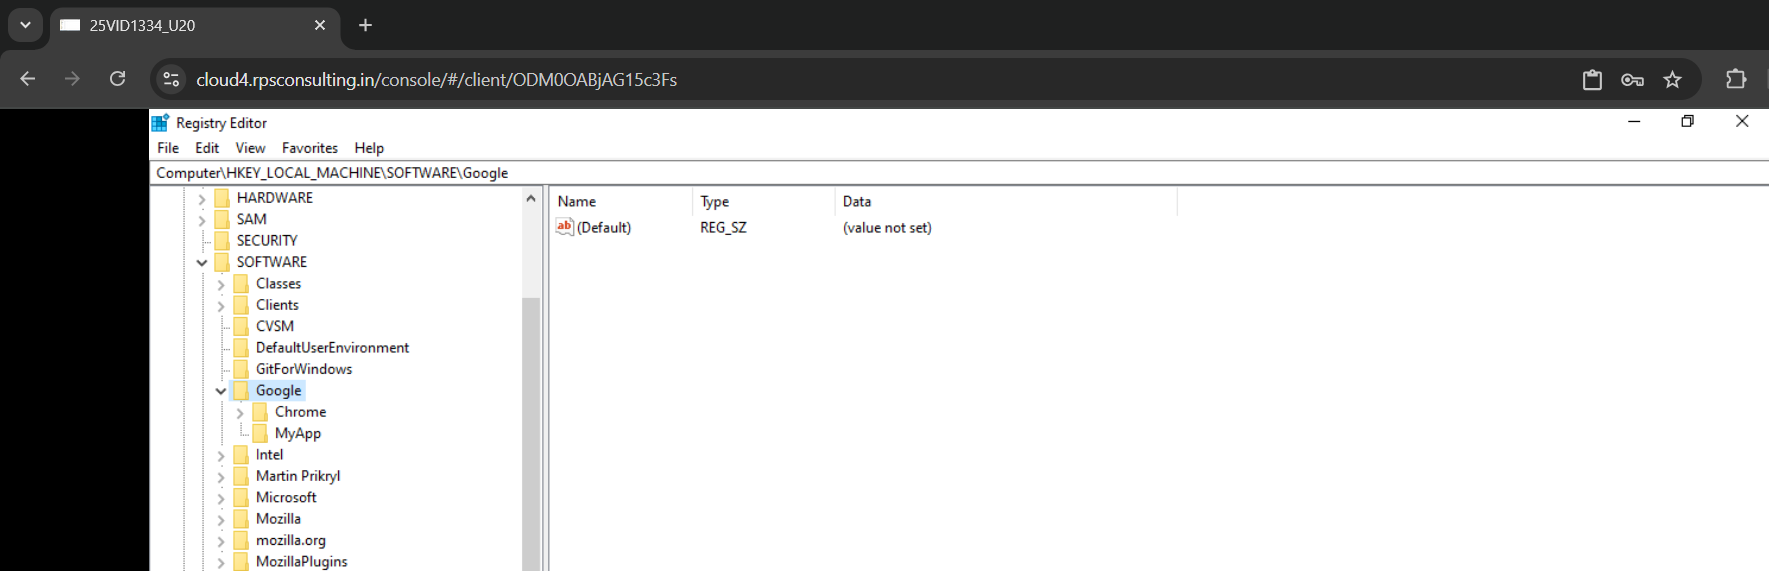 25VID1334_U20
cloud4.rpsconsulting.in/console/#/client/ODM0OABjAG15c3Fs
Registry Editor
File Edit View Favorites Help
Computer\HKEY_LOCAL_MACHINE\SOFTWARE\Google
HARDWARE
SAM
SECURITY
SOFTWARE
Classes
Clients
CVSM
DefaultUserEnvironment
GitForWindows
Google
Chrome
MyApp
Intel
Martin Prikryl
Microsoft
Mozilla
mozilla.org
MozillaPlugins
Name Type Data
ab (Default) REG_SZ (value not set)